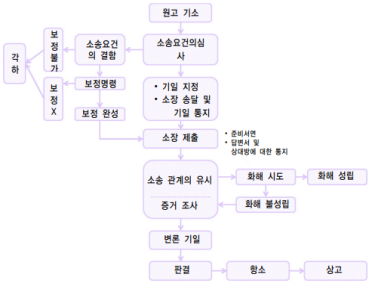 원고 기소
소송요건의심
사
소송요건
의 결함
보
정
불
가
각
하
보정명령
보
정
X
보정 완성
• 기일 지정
• 소장 송달 및
기일 통지
소장 제출
• 준비서면
• 답변서 및
상대방에 대한 통지
소송 관계의 유시
증거 조사
화해 시도
화해 성립
화해 불성립
변론 기일
판결
항소
상고